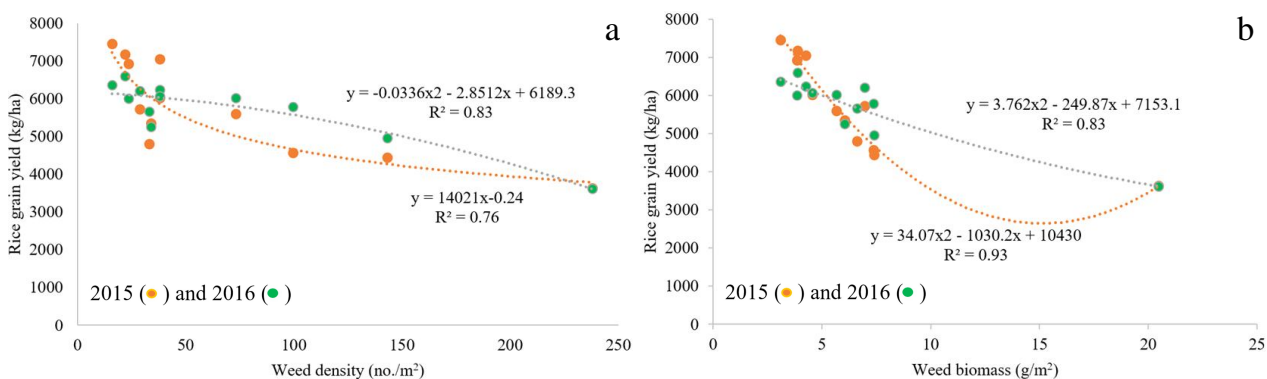 a
8000
7000
6000
5000
4000
3000
2000
1000
0
Rice grain yield (kg/ha)
y = -0.0336x2 - 2.8512x + 6189.3
R² = 0.83
y = 14021x-0.24
R² = 0.76
2015 ( ) and 2016 ( )
0 50 100 150 200 250
Weed density (no./m²)
b
8000
7000
6000
5000
4000
3000
2000
1000
0
Rice grain yield (kg/ha)
y = 3.762x2 - 249.87x + 7153.1
R² = 0.83
y = 34.07x2 - 1030.2x + 10430
R² = 0.93
2015 ( ) and 2016 ( )
0 5 10 15 20 25
Weed biomass (g/m²)